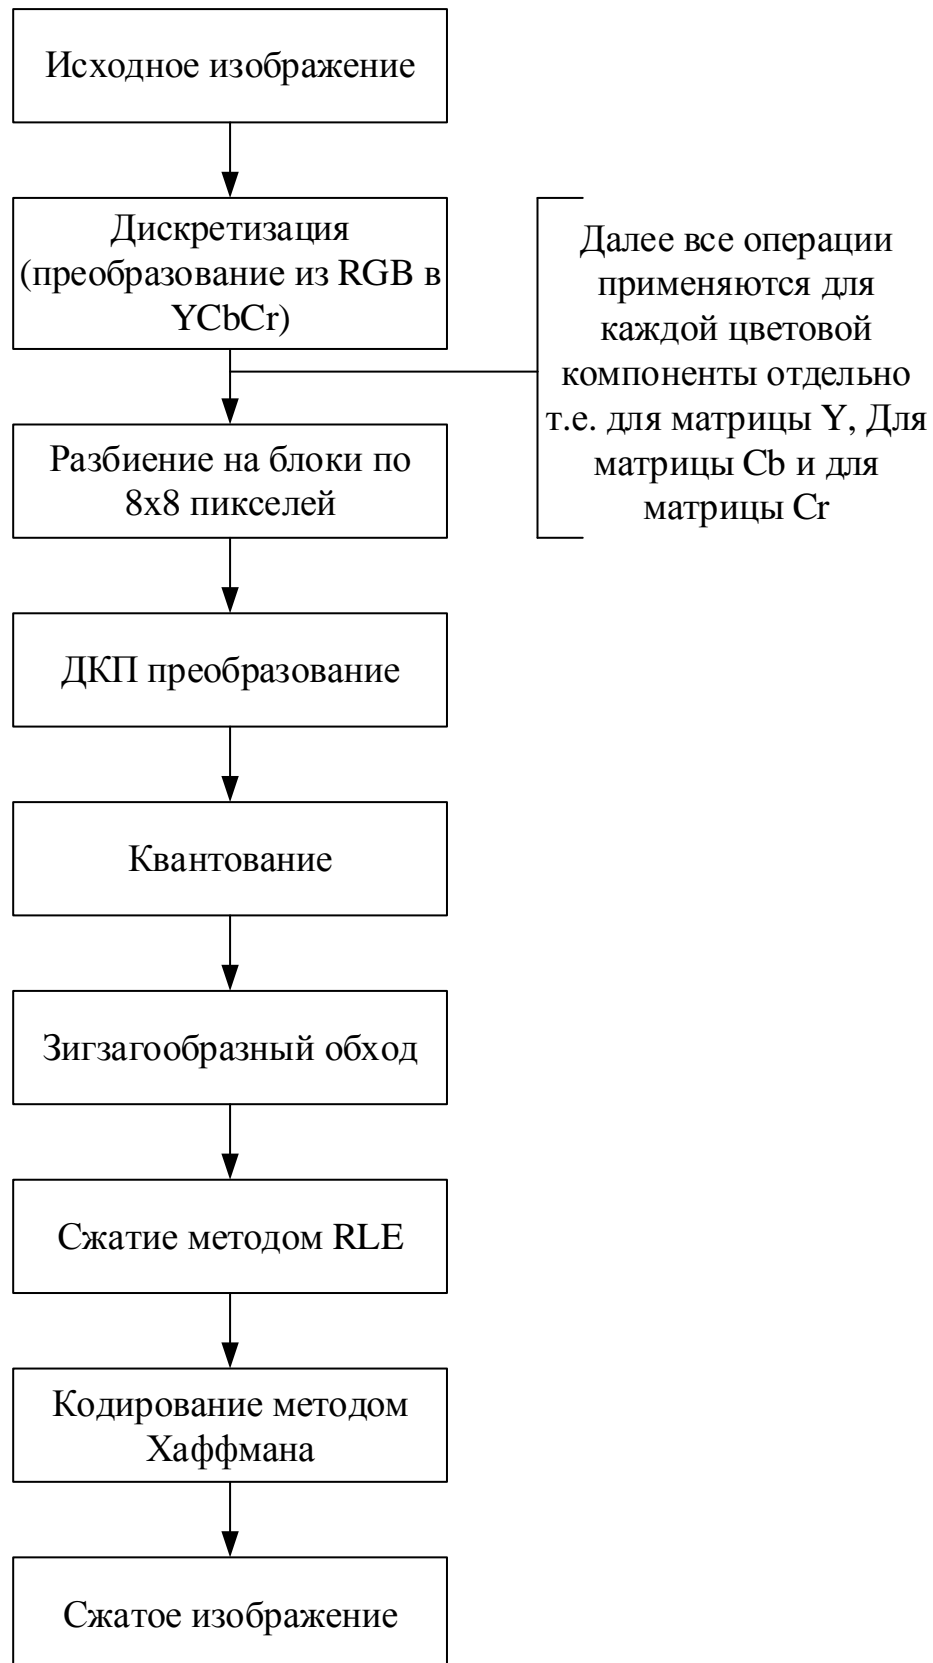 Исходное изображение
Дискретизация
(преобразование из RGB в
YCbCr)
Далее все операции
применяются для
каждой цветовой
компоненты отдельно
т.е. для матрицы Y, Для
матрицы Cb и для
матрицы Cr
Разбиение на блоки по
8x8 пикселей
ДКП преобразование
Квантование
Зигзагообразный обход
Сжатие методом RLE
Кодирование методом
Хаффмана
Сжатое изображение